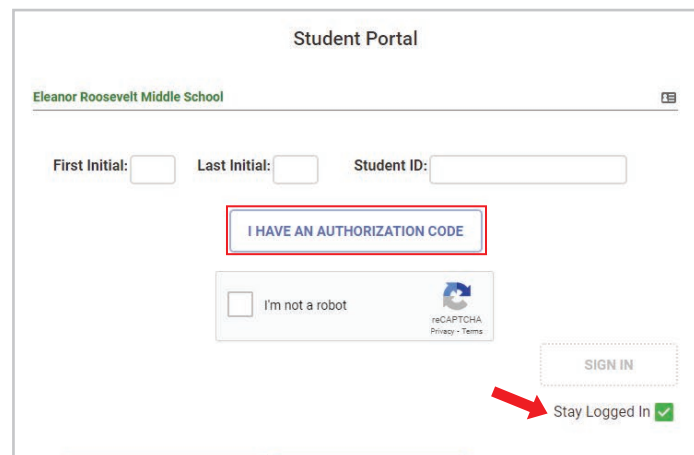 Student Portal
Eleanor Roosevelt Middle School
First Initial: Last Initial: Student ID:
I HAVE AN AUTHORIZATION CODE
I'm not a robot
reCAPTCHA
Privacy - Terms
SIGN IN
Stay Logged In